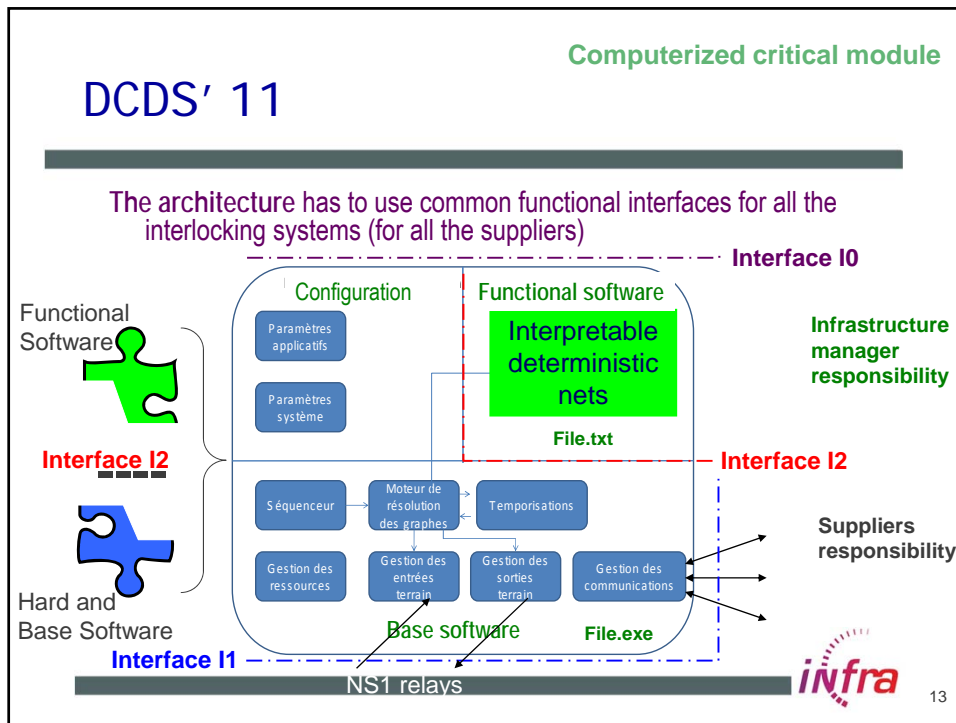 Computerized critical module
DCDS’ 11
The architecture has to use common functional interfaces for all the
interlocking systems (for all the suppliers)
Interface I0
Configuration
Functional software
Functional
Software
Paramètres
applicatifs
Interpretable
deterministic
nets
Infrastructure
manager
responsibility
Paramètres
système
File.txt
Interface I2
Interface I2
Séquenceur
Moteur de
résolution
des graphes
Temporisations
Suppliers
responsibility
Gestion des
ressources
Gestion des
entrées
terrain
Gestion des
sorties
terrain
Gestion des
communications
Hard and
Base Software
Base software
File.exe
Interface I1
NS1 relays
infra
13